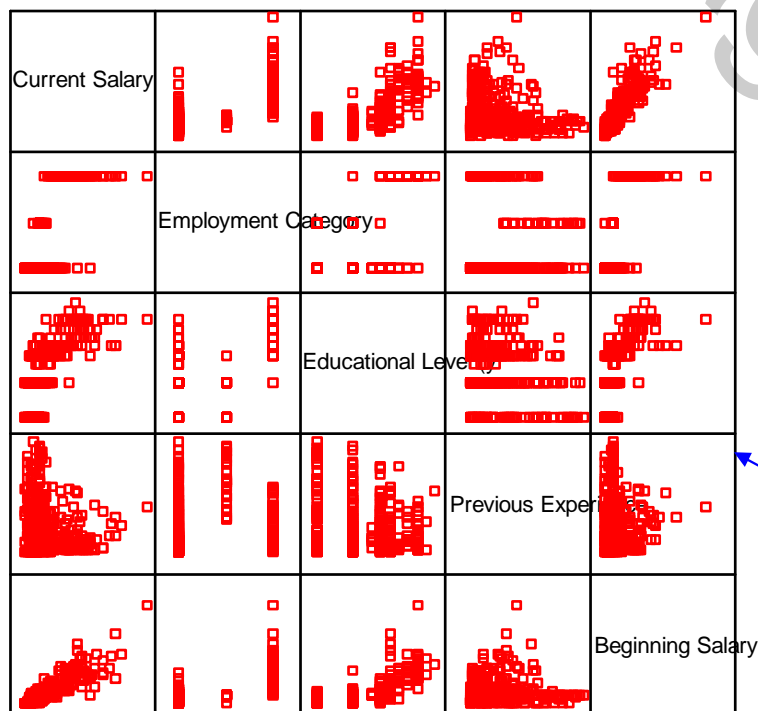 Current Salary
Employment Category
Educational Level (y
Previous Experience
Beginning Salary